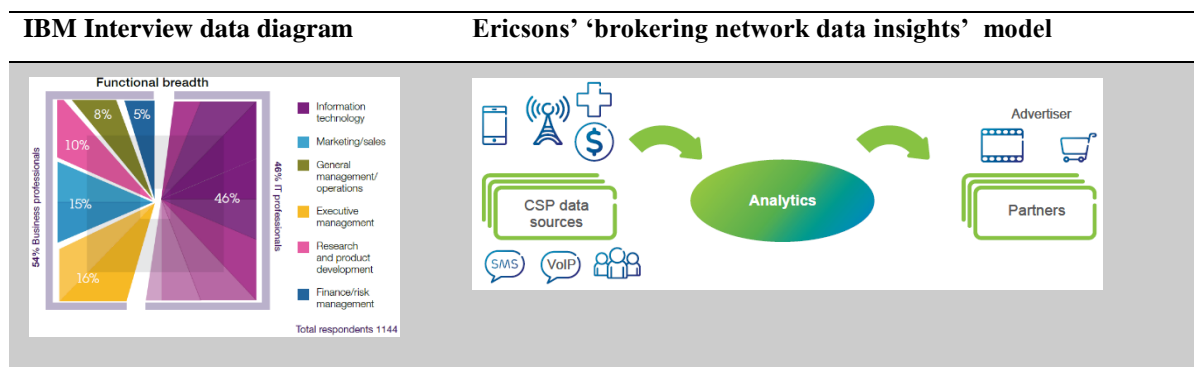 IBM Interview data diagram
Ericsons’ ‘brokering network data insights’ model
Functional breadth
8%
5%
10%
15%
16%
46%
54% Business professionals
46% IT professionals
Information
technology
Marketing/sales
General
management/
operations
Executive
management
Research
and product
development
Finance/risk
management
Total respondents 1144
$
CSP data
sources
SMS
VoIP
Analytics
Advertiser
Partners